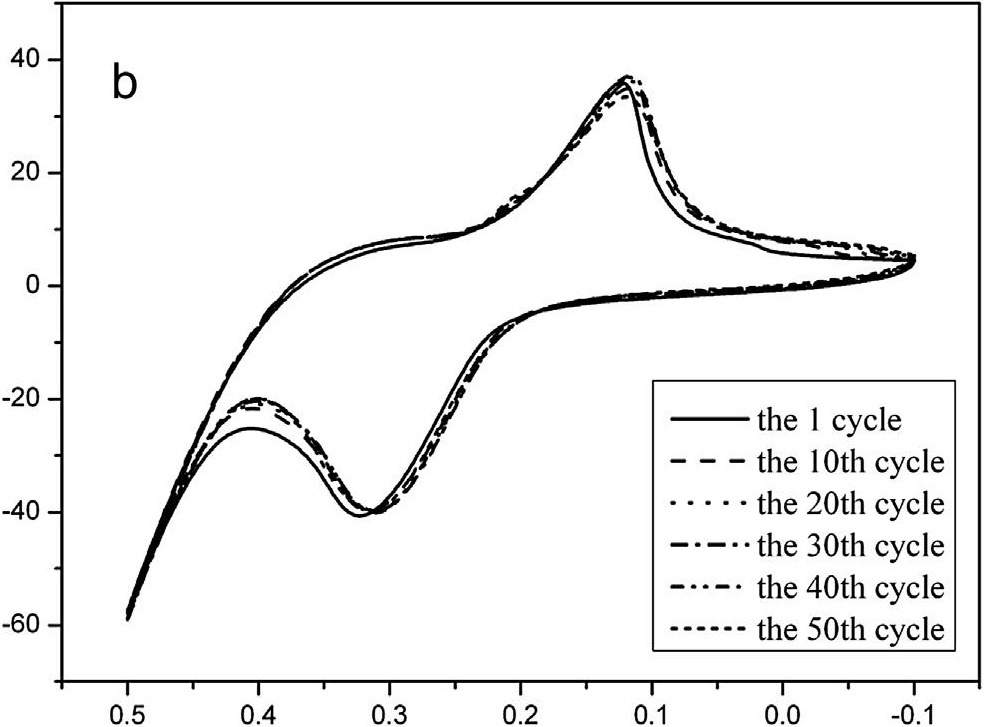 b
40
20
0
-20
-40
-60
the 1 cycle
the 10th cycle
the 20th cycle
the 30th cycle
the 40th cycle
the 50th cycle
0.5 0.4 0.3 0.2 0.1 0.0 -0.1